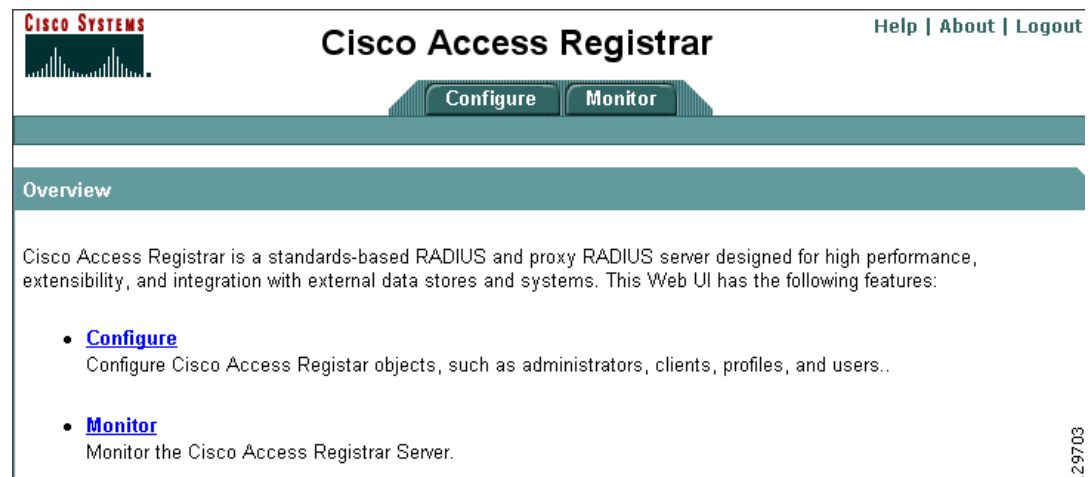 CISCO SYSTEMS
Cisco Access Registrar
Help | About | Logout
Configure
Monitor
Overview
Cisco Access Registrar is a standards-based RADIUS and proxy RADIUS server designed for high performance,
extensibility, and integration with external data stores and systems. This Web UI has the following features:
• Configure
Configure Cisco Access Registar objects, such as administrators, clients, profiles, and users..
• Monitor
Monitor the Cisco Access Registrar Server.
29703